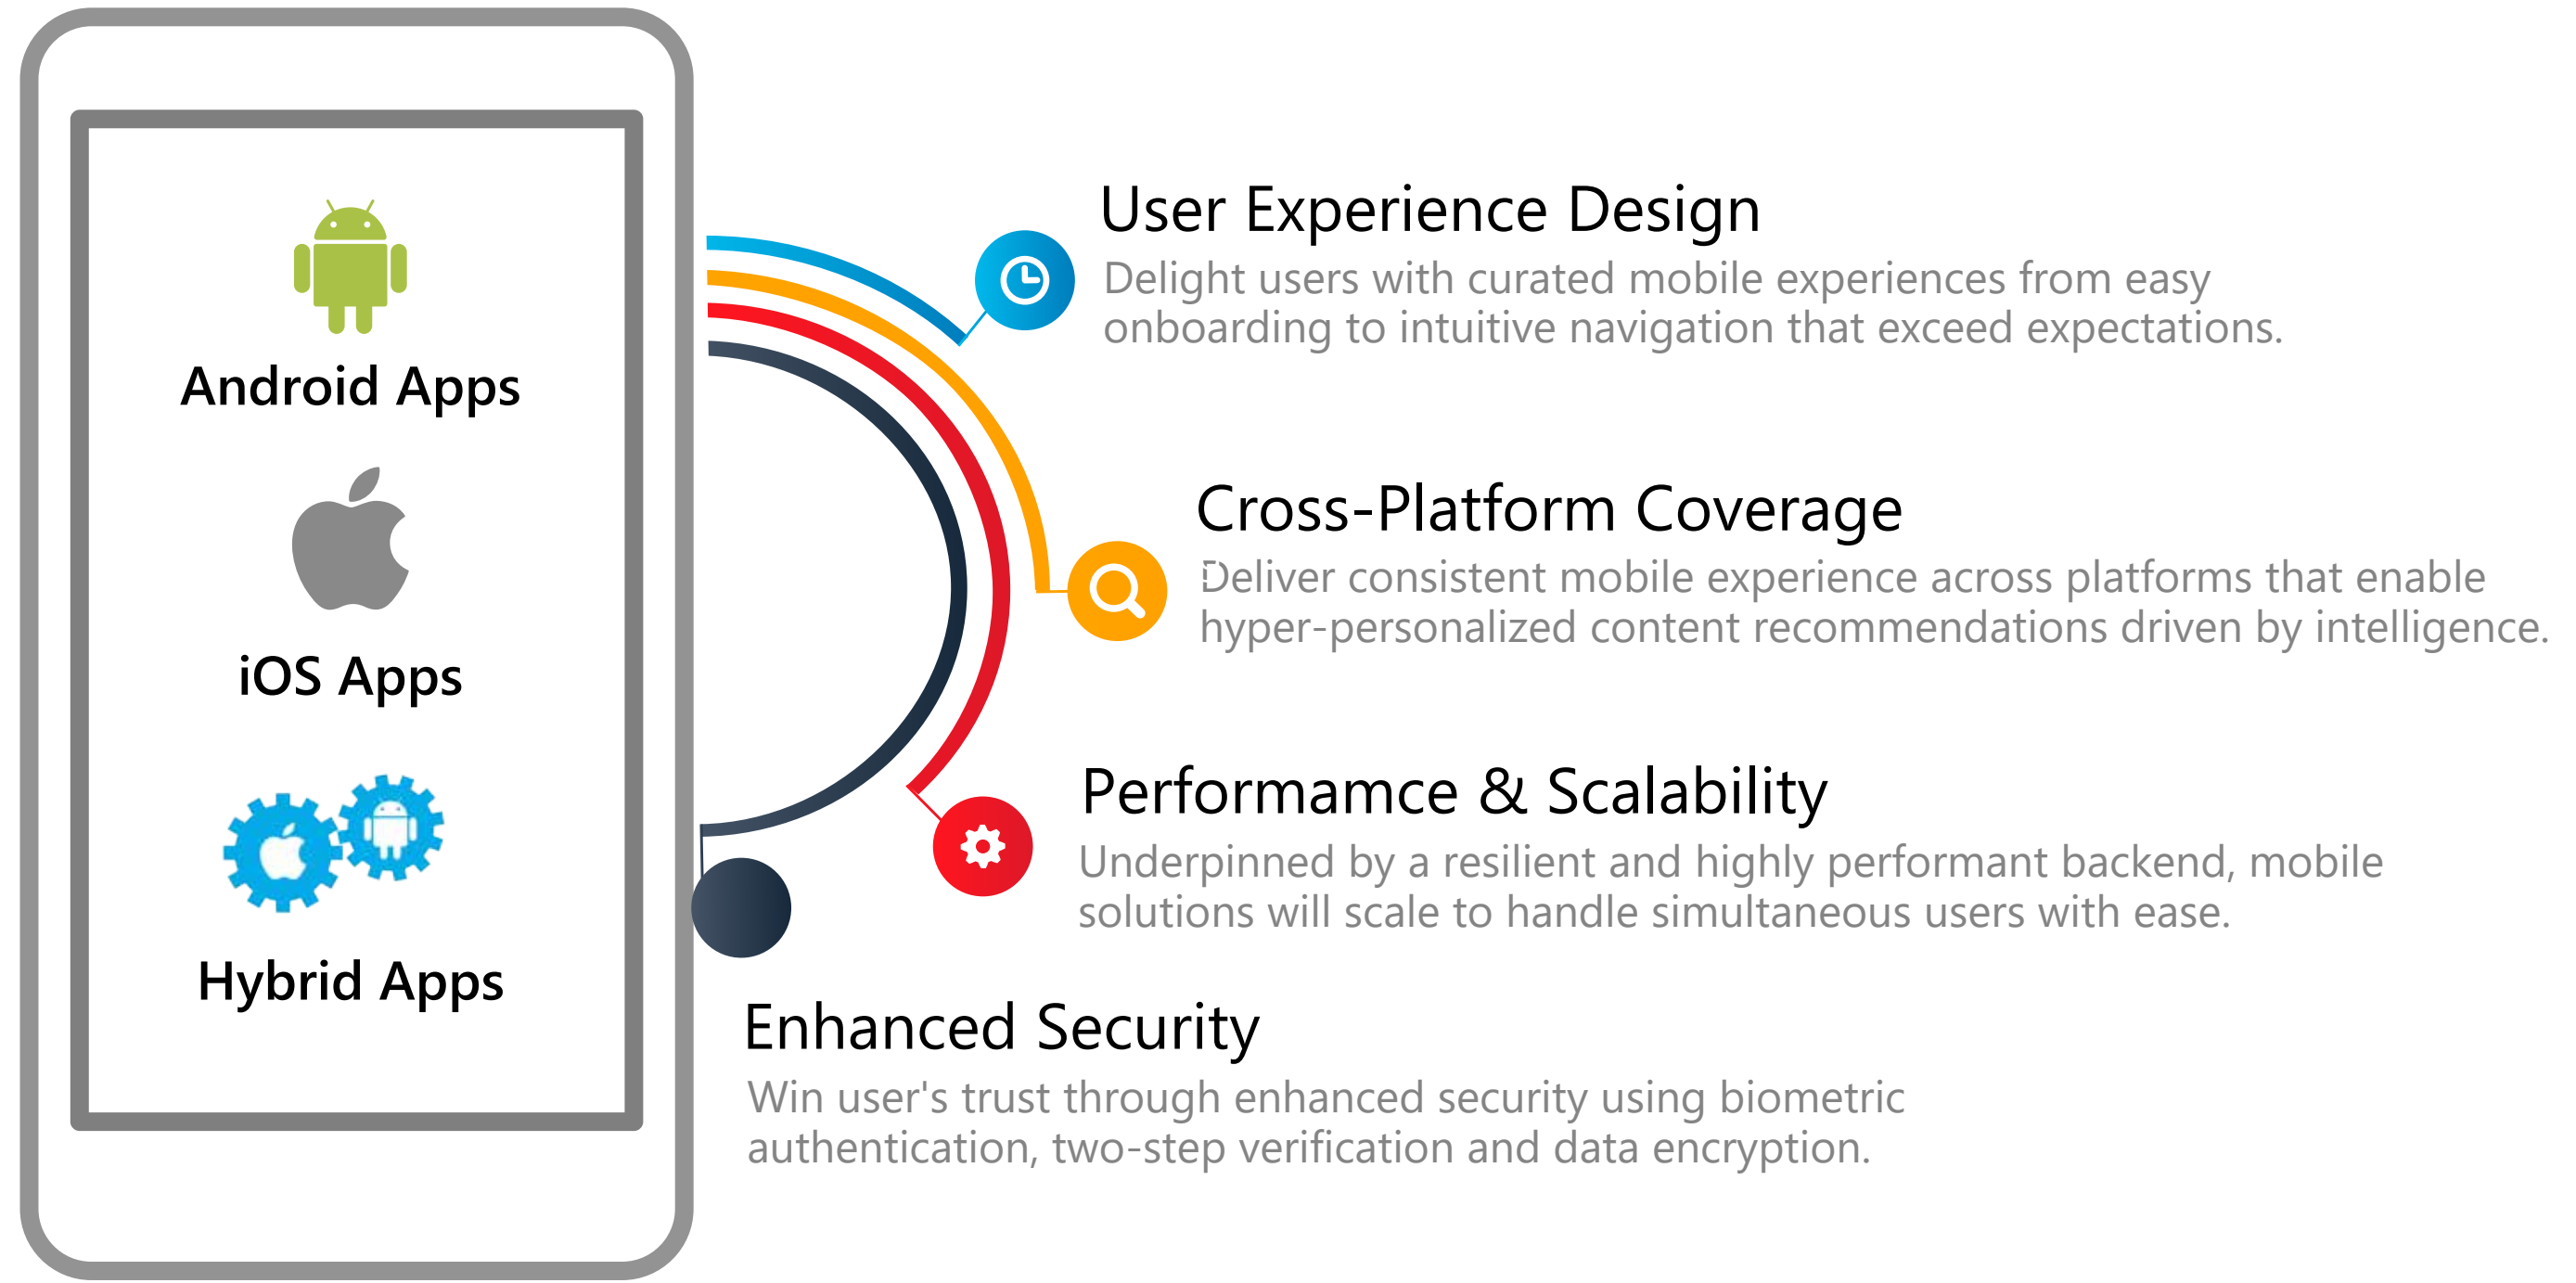 Android Apps
iOS Apps
Hybrid Apps
User Experience Design
Delight users with curated mobile experiences from easy
onboarding to intuitive navigation that exceed expectations.
Cross-Platform Coverage
Deliver consistent mobile experience across platforms that enable
hyper-personalized content recommendations driven by intelligence.
Performamce & Scalability
Underpinned by a resilient and highly performant backend, mobile
solutions will scale to handle simultaneous users with ease.
Enhanced Security
Win user's trust through enhanced security using biometric
authentication, two-step verification and data encryption.